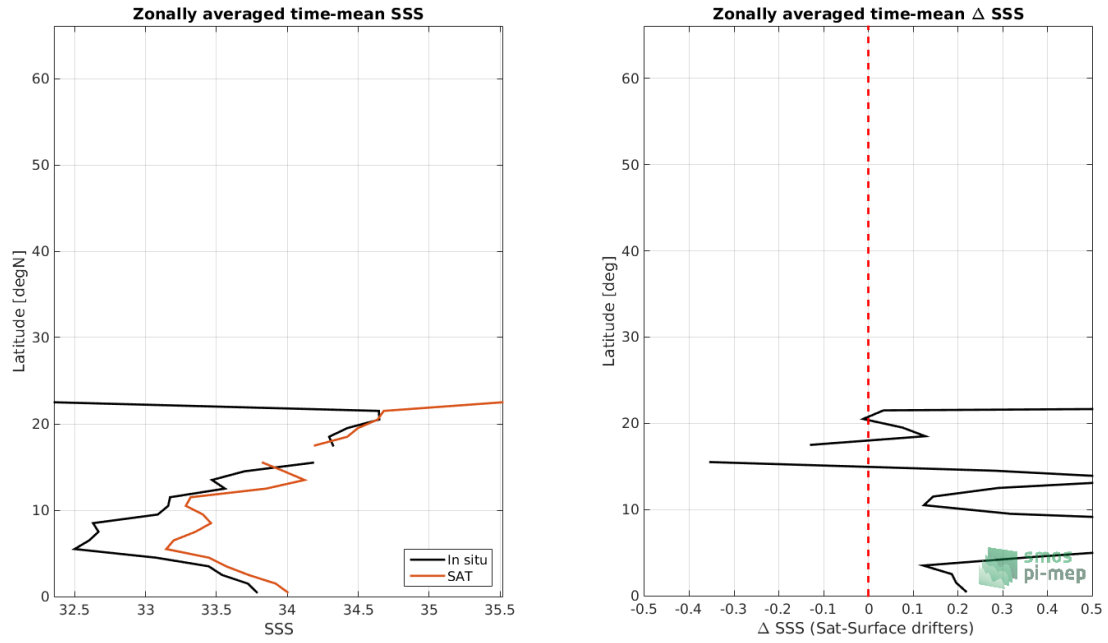 Zonally averaged time-mean SSS
60
50
40
30
20
10
0
32.5 33 33.5 34 34.5 35 35.5
Latitude [degN]
SSS
In situ
SAT
Zonally averaged time-mean Δ SSS
60
50
40
30
20
10
0
-0.5 -0.4 -0.3 -0.2 -0.1 0 0.1 0.2 0.3 0.4 0.5
Latitude [deg]
Δ SSS (Sat-Surface drifters)
smos
pi-mep